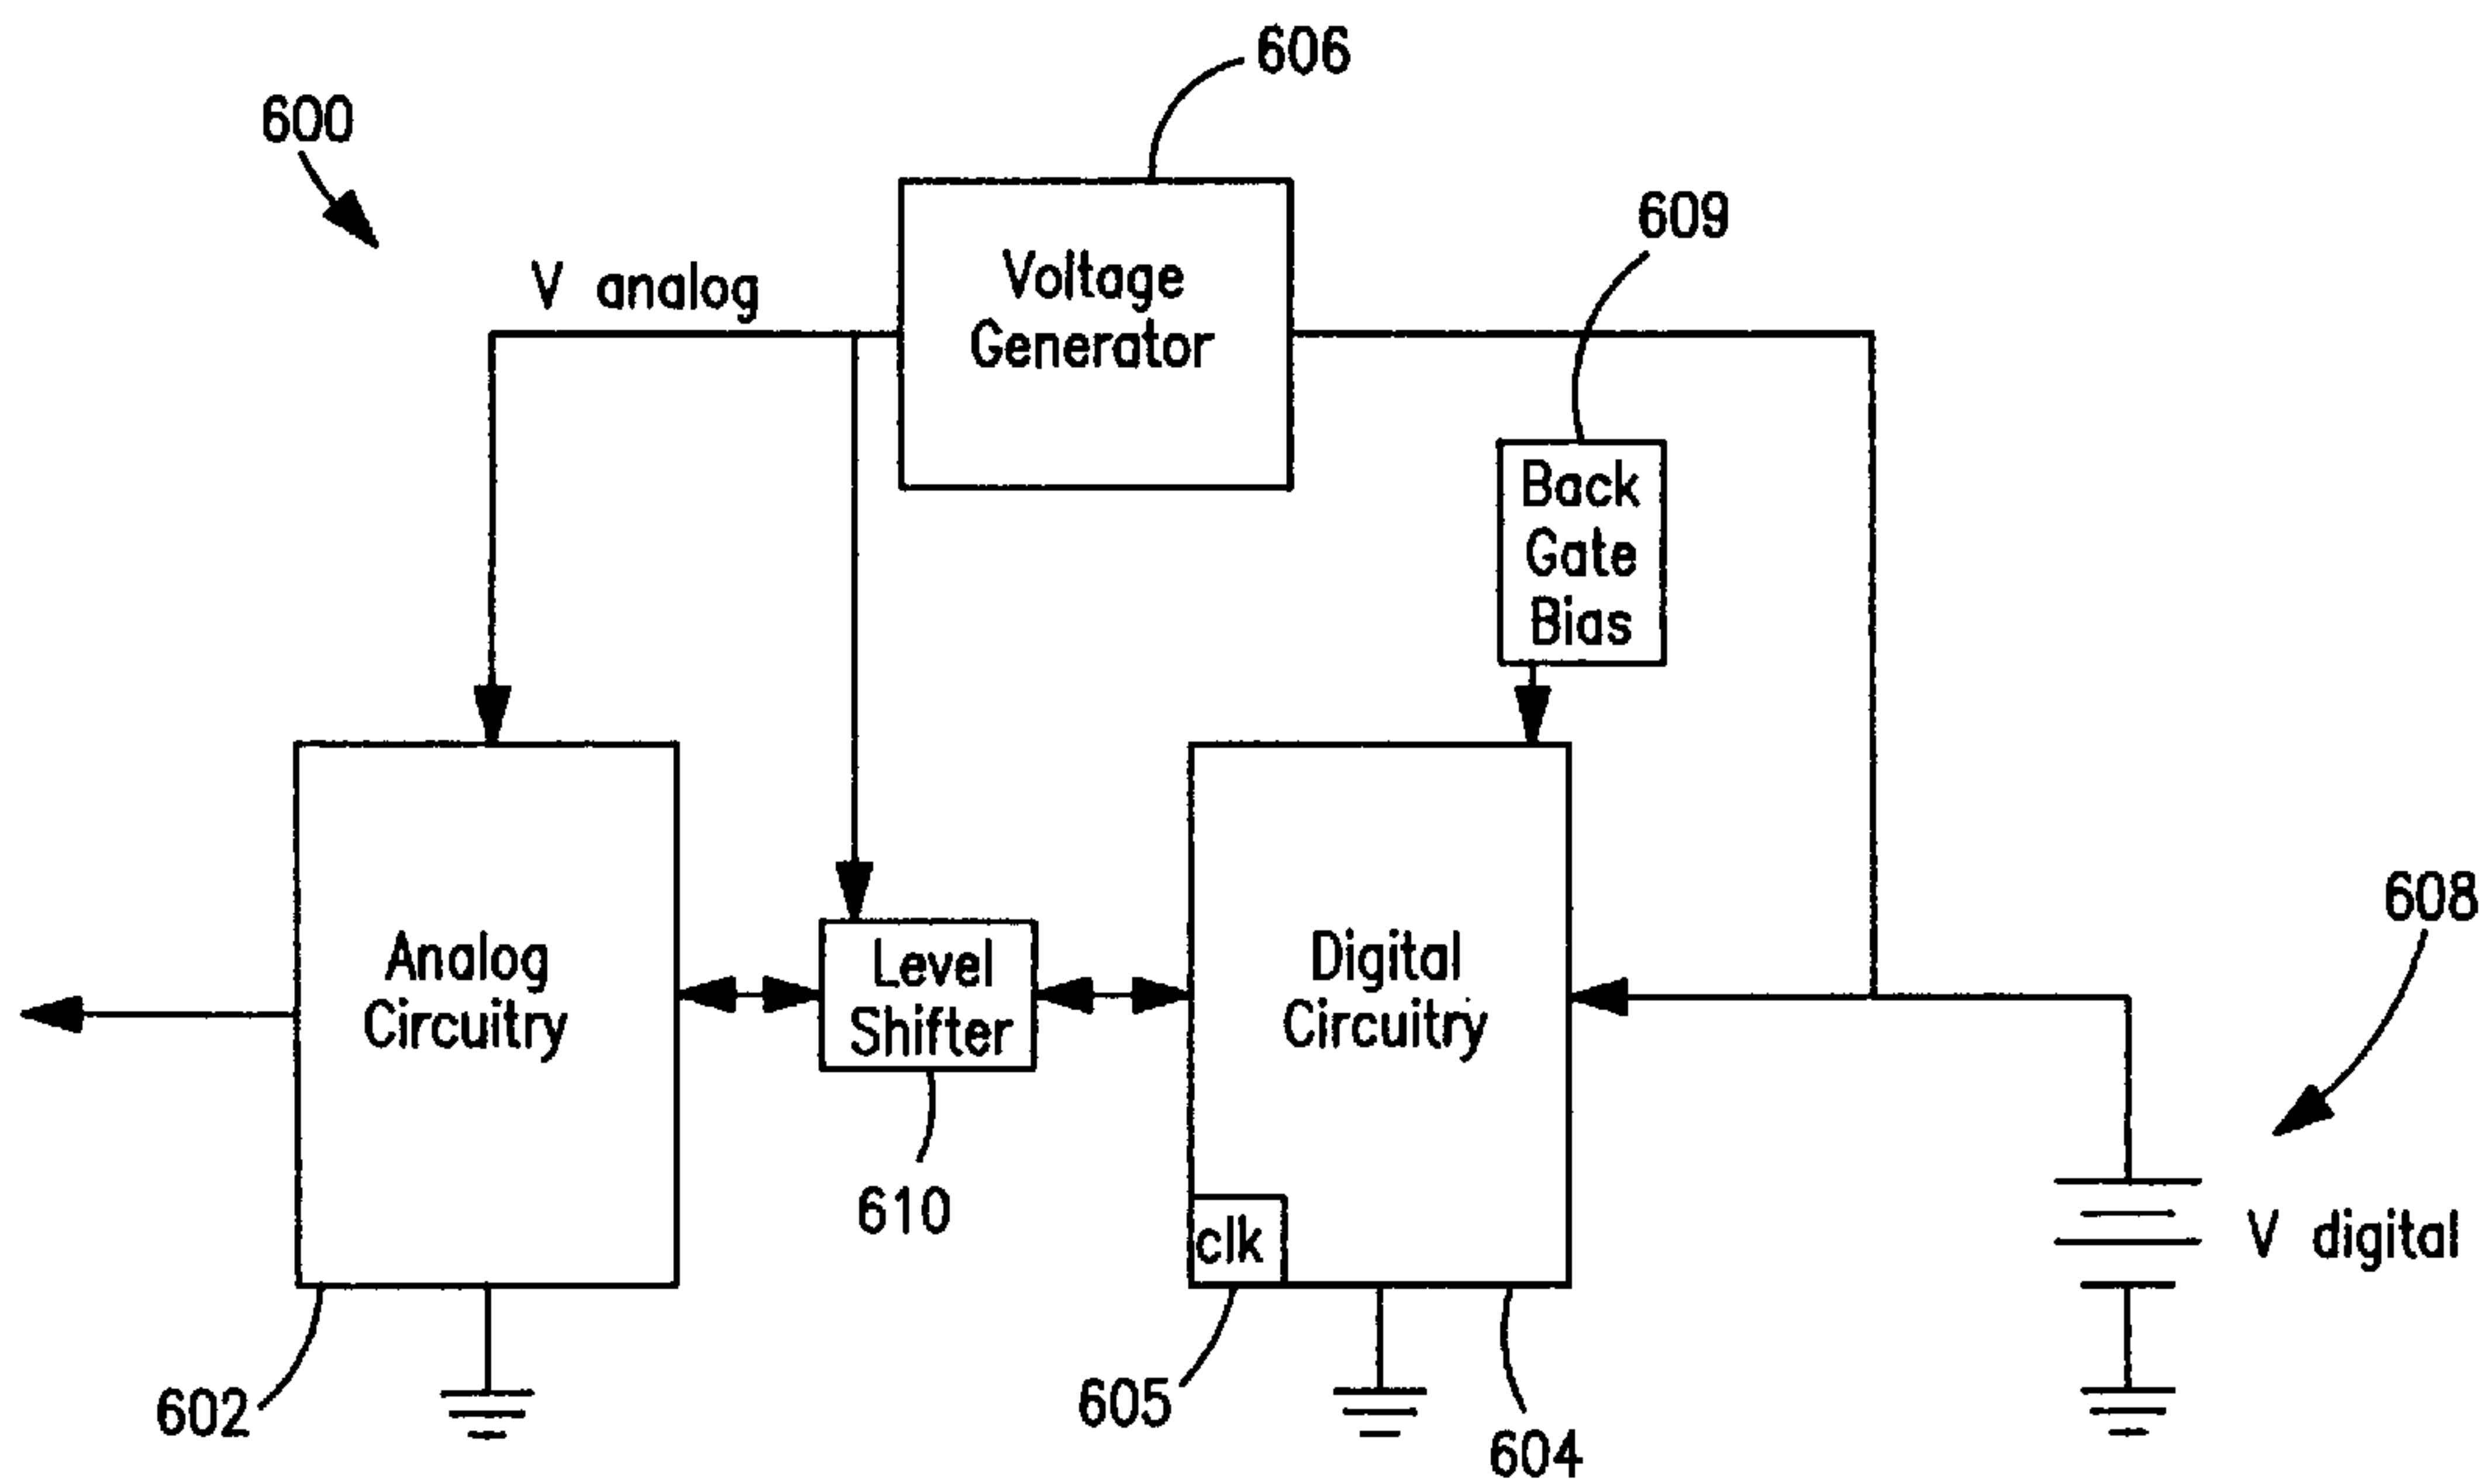 606
600
609
V analog
Voltage
Generator
Back
Gate
Bias
608
Analog
Circuitry
Level
Shifter
Digital
Circuitry
610
clk
V digital
602
605
604